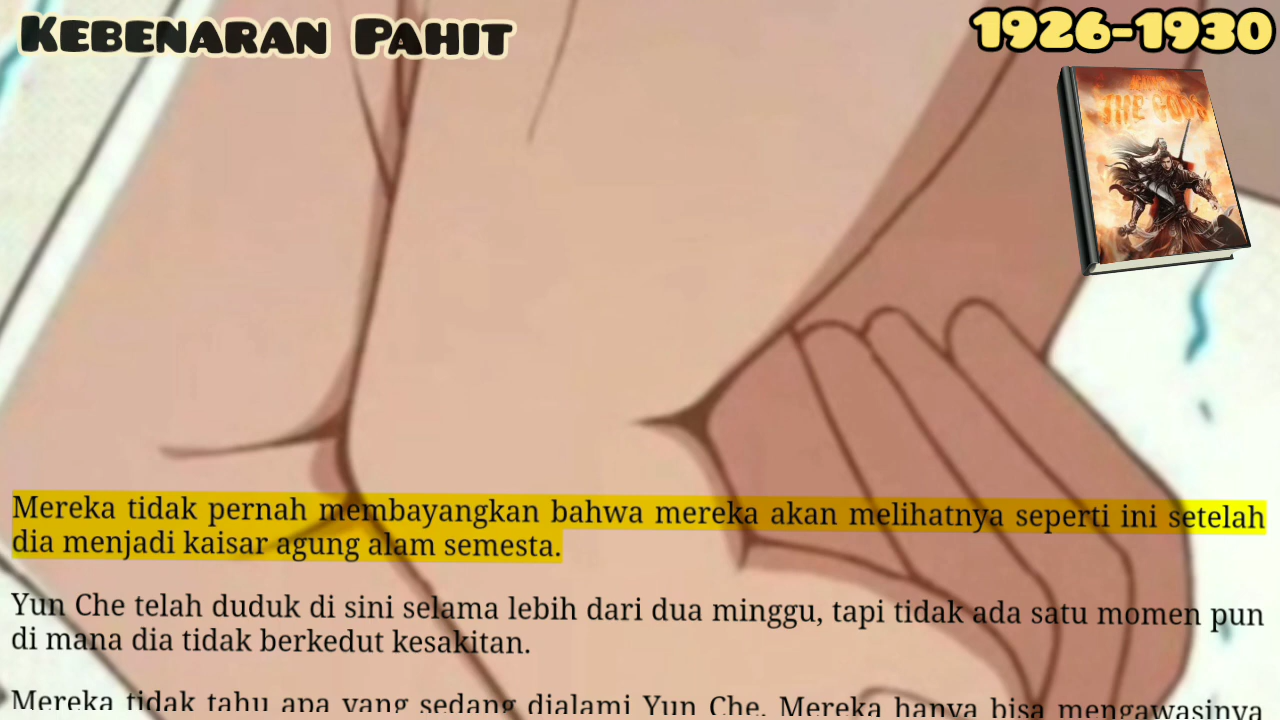 Kebenaran Pahit
1926-1930
AGAINST
THE GODS
Mereka tidak pernah membayangkan bahwa mereka akan melihatnya seperti ini setelah
dia menjadi kaisar agung alam semesta.
Yun Che telah duduk di sini selama lebih dari dua minggu, tapi tidak ada satu momen pun
di mana dia tidak berkedut kesakitan.
Mereka tidak tahu apa yang sedang dialami Yun Che. Mereka hanya bisa mengawasinya